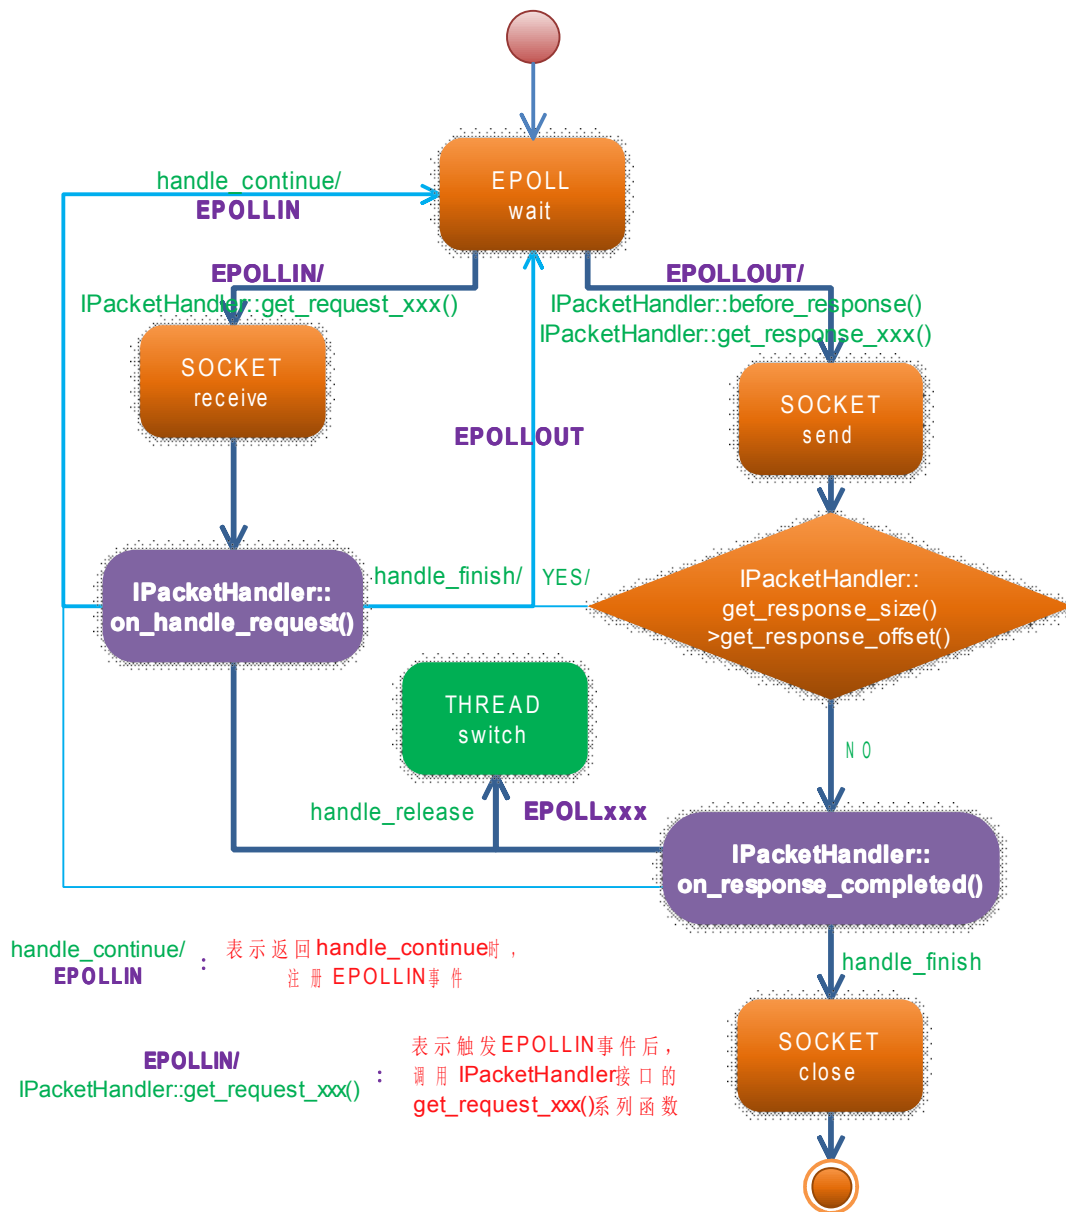 EPOLL
wait
handle_continue/
EPOLLIN
EPOLLIN/
IPacketHandler::get_request_xxx()
EPOLLOUT/
IPacketHandler::before_response()
IPacketHandler::get_response_xxx()
SOCKET
receive
SOCKET
send
EPOLLOUT
IPacketHandler::
on_handle_request()
handle_finish/
YES/
IPacketHandler::
get_response_size()
>get_response_offset()
THREAD
switch
NO
handle_release
EPOLLxxx
IPacketHandler::
on_response_completed()
handle_continue/
EPOLLIN
:
表示返回handle_continue时，
注册 EPOLLIN事件
handle_finish
EPOLLIN/
IPacketHandler::get_request_xxx()
:
表示触发EPOLLIN事件后，
调用 IPacketHandler接口的
get_request_xxx()系列函数
SOCKET
close